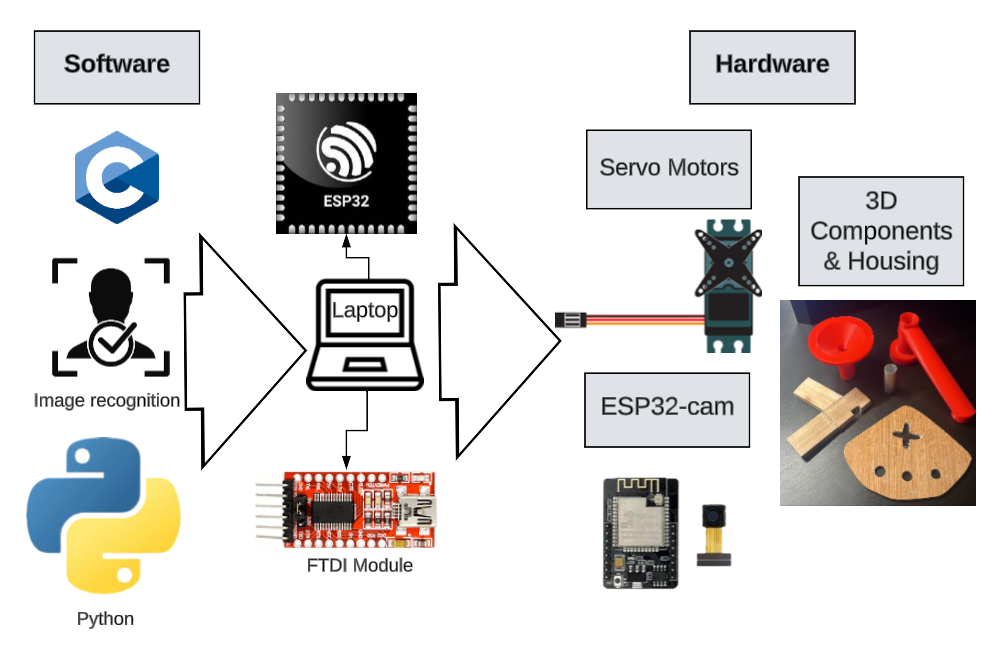 Software
Hardware
C
ESP32
Servo Motors
3D
Components
& Housing
Laptop
Image recognition
ESP32-cam
FTDI Module
Python